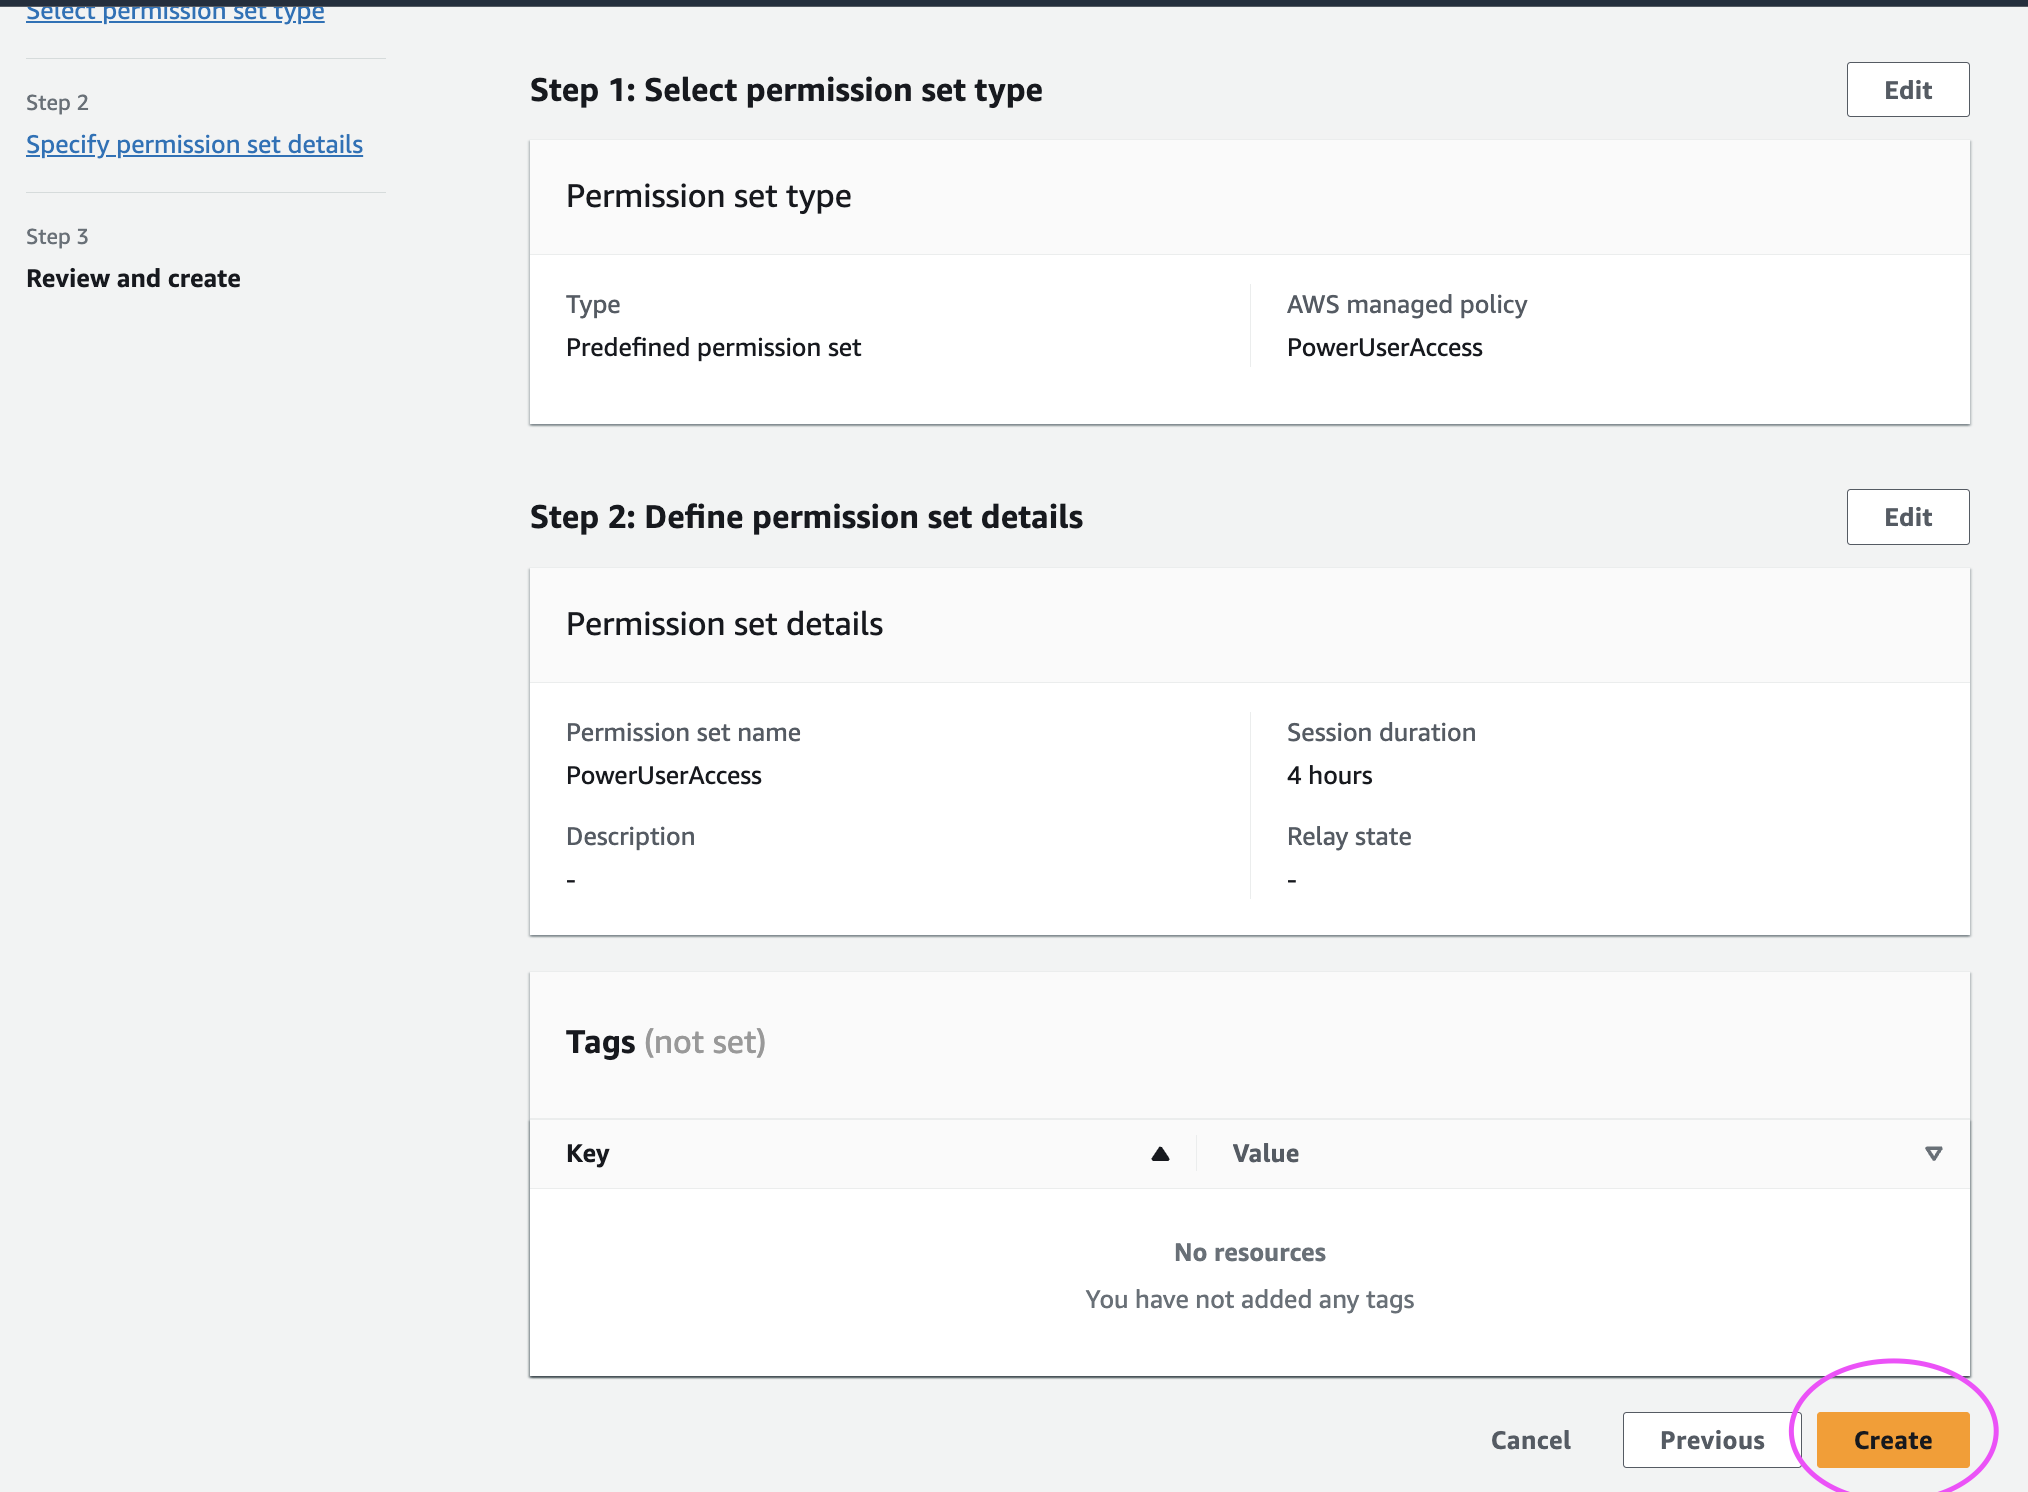 Select permission set type
Step 2
Specify permission set details
Step 3
Review and create
Step 1: Select permission set type
Edit
Permission set type
Type
Predefined permission set
AWS managed policy
PowerUserAccess
Step 2: Define permission set details
Edit
Permission set details
Permission set name
PowerUserAccess
Session duration
4 hours
Description
-
Relay state
-
Tags (not set)
Key
Value
No resources
You have not added any tags
Cancel
Previous
Create